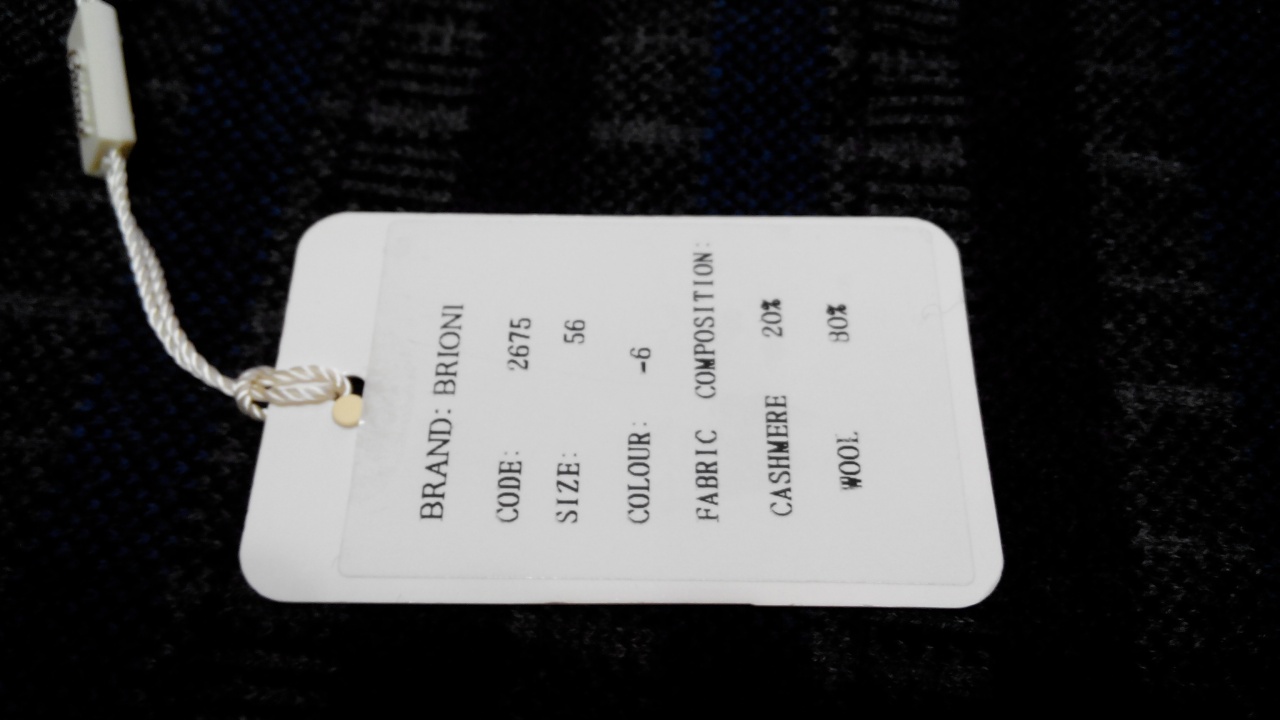 BRAND: BRIONI
CODE: 2675
SIZE: 56
COLOUR: -6
FABRIC COMPOSITION:
CASHMERE 20%
WOOL 80%